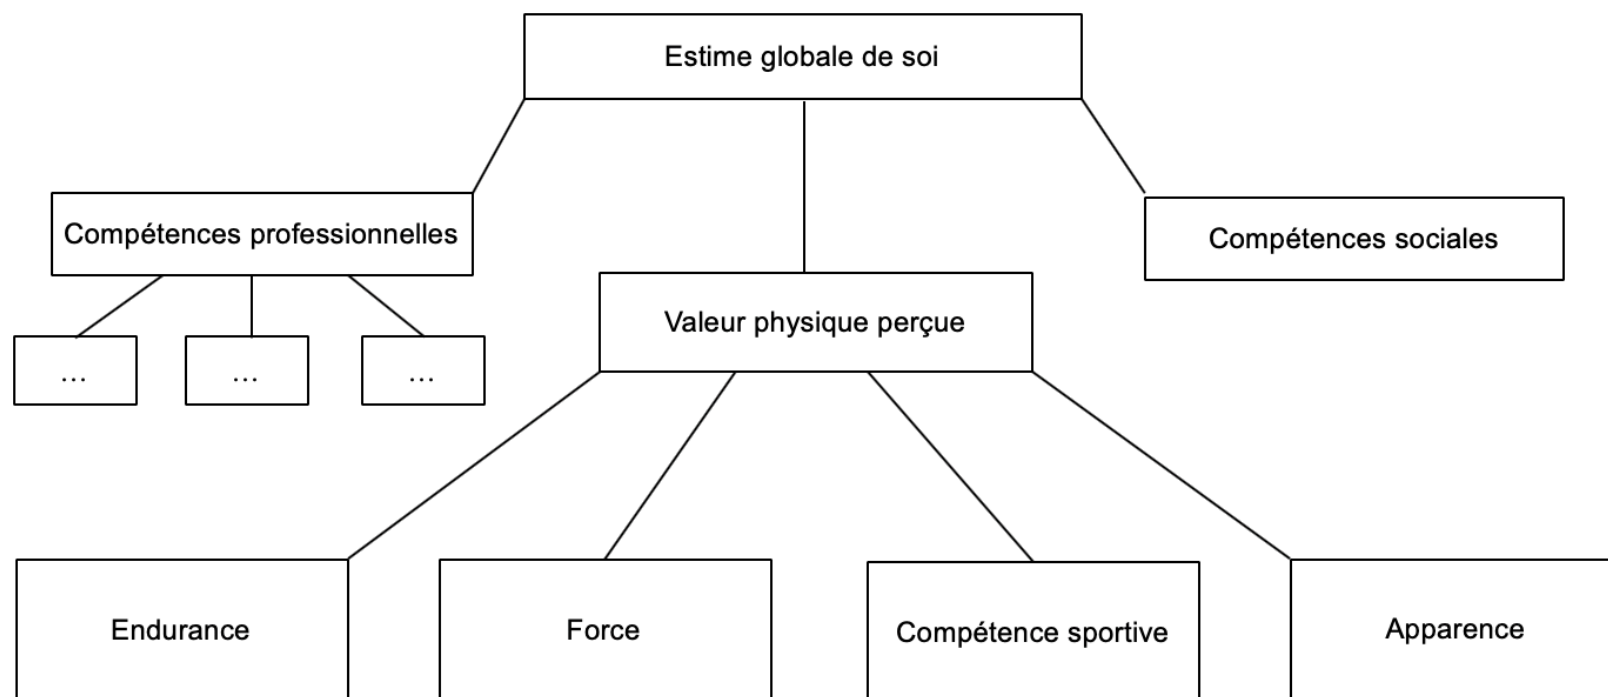 Estime globale de soi
Compétences professionnelles
Compétences sociales
Valeur physique perçue
...
...
...
Endurance
Force
Compétence sportive
Apparence